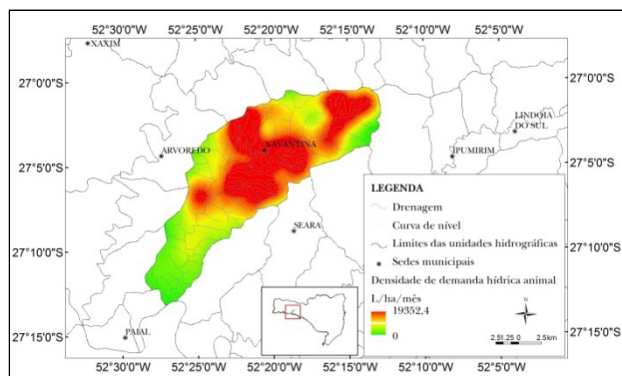 52°30'0"W 52°25'0"W 52°20'0"W 52°15'0"W 52°10'0"W 52°5'0"W
XAXIM
27°0'0"S 27°0'0"S
LINDOIA
DO SUL
ARVOREDO NAVANTINA IPUMIRIM
27°5'0"S 27°5'0"S
LEGENDA
Drenagem
Curva de nível
Limites das unidades hidrográficas
Sedes municipais
SEARA
Densidade de demanda hídrica animal
L/ha/mês
19352,4
0
N
2.51.25 0 2.5km
27°10'0"S 27°10'0"S
PAIAL
27°15'0"S 27°15'0"S
52°30'0"W 52°25'0"W 52°20'0"W 52°15'0"W 52°10'0"W 52°5'0"W